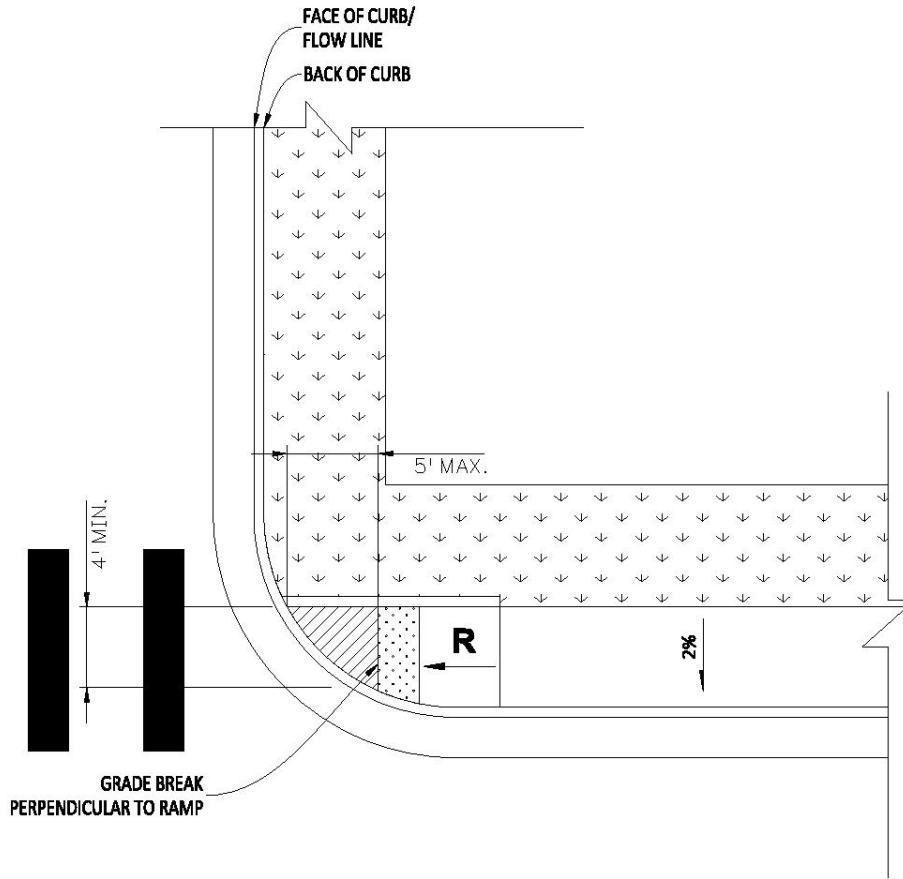 FACE OF CURB/
FLOW LINE
BACK OF CURB
5' MAX.
4' MIN.
R
2%
GRADE BREAK
PERPENDICULAR TO RAMP